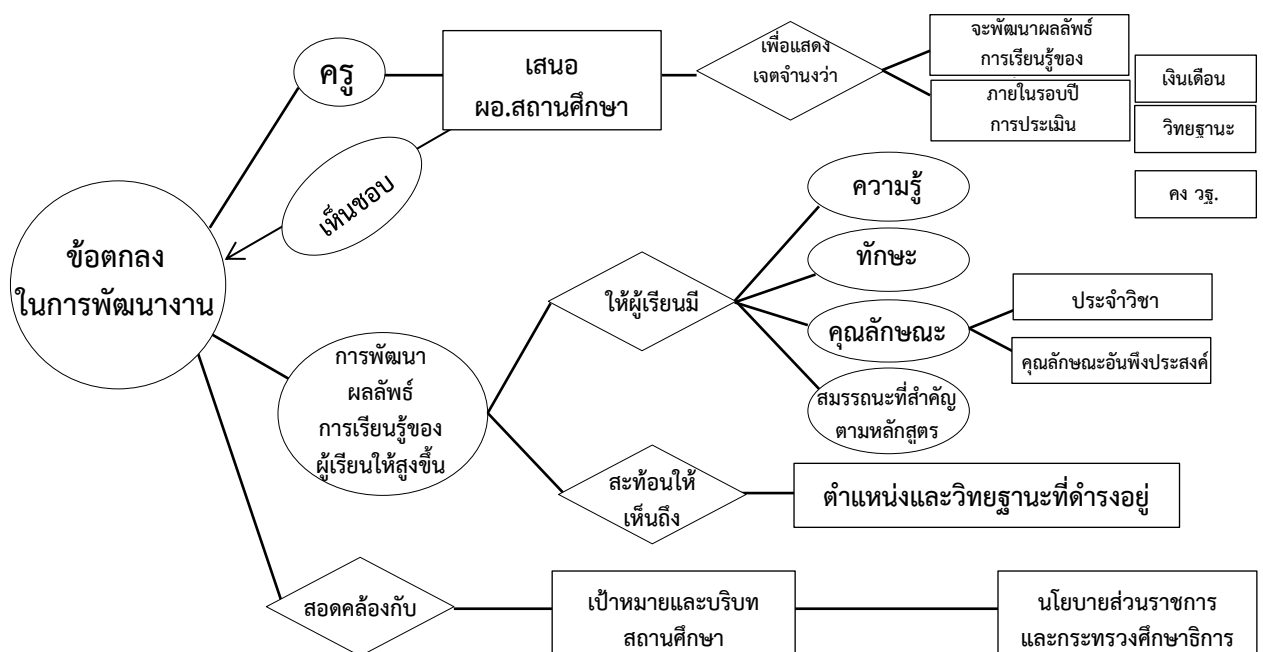 ครู
เสนอ
ผอ.สถานศึกษา
เพื่อแสดง
เจตจำนงว่า
จะพัฒนาผลลัพธ์
การเรียนรู้ของ
ภายในรอบปี
การประเมิน
เงินเดือน
วิทยฐานะ
คง วฐ.
เห็นชอบ
ข้อตกลง
ในการพัฒนางาน
ความรู้
ทักษะ
ให้ผู้เรียนมี
คุณลักษณะ
ประจำวิชา
คุณลักษณะอันพึงประสงค์
สมรรถนะที่สำคัญ
ตามหลักสูตร
การพัฒนา
ผลลัพธ์
การเรียนรู้ของ
ผู้เรียนให้สูงขึ้น
สะท้อนให้
เห็นถึง
ตำแหน่งและวิทยฐานะที่ดำรงอยู่
สอดคล้องกับ
เป้าหมายและบริบท
สถานศึกษา
นโยบายส่วนราชการ
และกระทรวงศึกษาธิการ